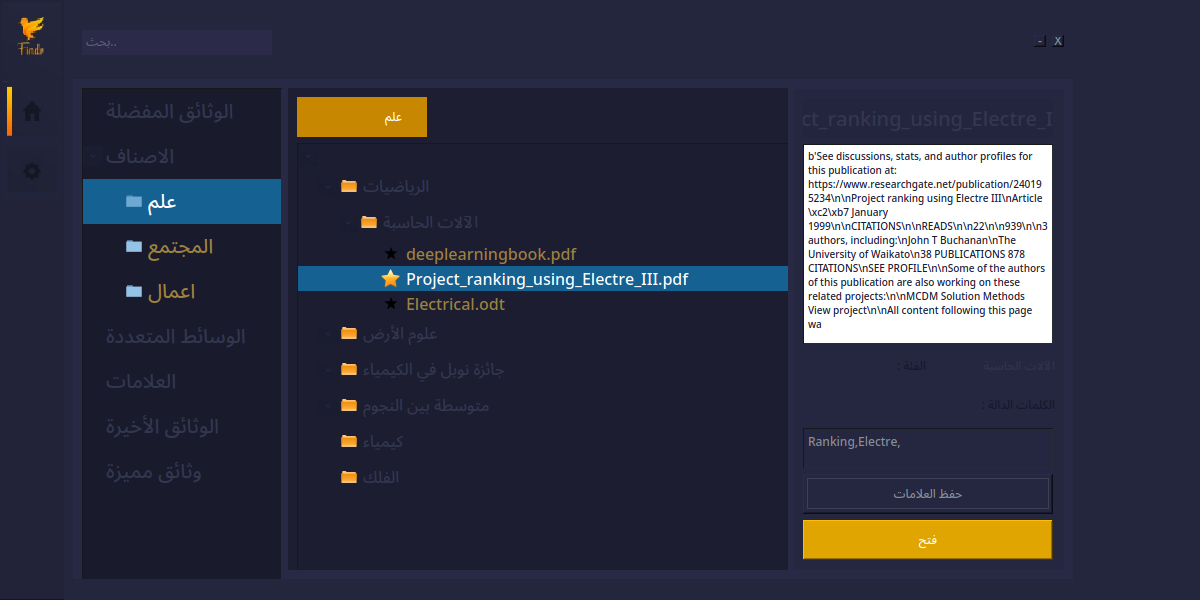 Findln
بحث..
- X
الوثائق المفضلة
الاصناف
علم
المجتمع
اعمال
الوسائط المتعددة
العلامات
الوثائق الأخيرة
وثائق مميزة
علم
الرياضيات
الآلات الحاسبة
deeplearningbook.pdf
Project_ranking_using_Electre_III.pdf
Electrical.odt
علوم الأرض
جائزة نوبل في الكيمياء
متوسطة بين النجوم
كيمياء
الفلك
ct_ranking_using_Electre_I
b'See discussions, stats, and author profiles for
this publication at:
https://www.researchgate.net/publication/24019
5234\n\nProject ranking using Electre III\nArticle
\xc2\xb7 January
1999\n\nCITATIONS\n\nREADS\n\n22\n\n939\n\n3
authors, including:\nJohn T Buchanan\nThe
University of Waikato\n38 PUBLICATIONS 878
CITATIONS\nSEE PROFILE\n\nSome of the authors
of this publication are also working on these
related projects:\n\nMCDM Solution Methods
View project\n\nAll content following this page
wa
الفئة : الآلات الحاسبة
الكلمات الدالة :
Ranking,Electre,
حفظ العلامات
فتح